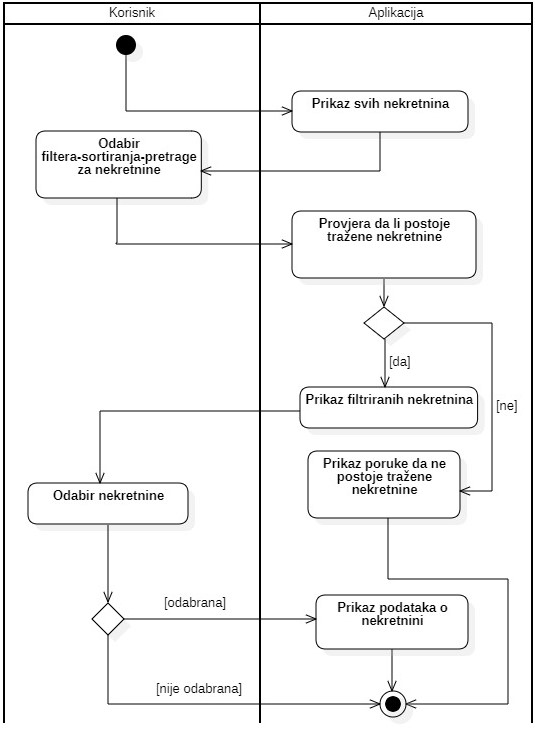 Korisnik
Aplikacija
Prikaz svih nekretnina
Odabir
filtera-sortiranja-pretrage
za nekretnine
Provjera da li postoje
tražene nekretnine
[da]
[ne]
Prikaz filtriranih nekretnina
Prikaz poruke da ne
postoje tražene
nekretnine
Odabir nekretnine
[odabrana]
Prikaz podataka o
nekretnini
[nije odabrana]